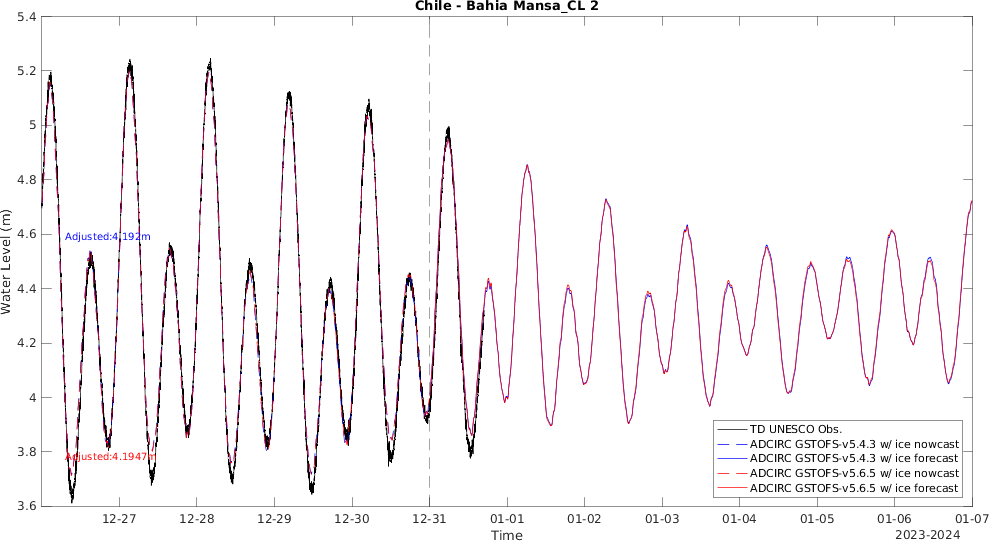 Chile - Bahia Mansa_CL 2
5.4
5.2
5
4.8
4.6
4.4
4.2
4
3.8
3.6
Water Level (m)
Adjusted:4.192m
Adjusted:4.1947m
TD UNESCO Obs.
ADCIRC GSTOFS-v5.4.3 w/ ice nowcast
ADCIRC GSTOFS-v5.4.3 w/ ice forecast
ADCIRC GSTOFS-v5.6.5 w/ ice nowcast
ADCIRC GSTOFS-v5.6.5 w/ ice forecast
12-27 12-28 12-29 12-30 12-31 01-01 01-02 01-03 01-04 01-05 01-06 01-07
Time
2023-2024